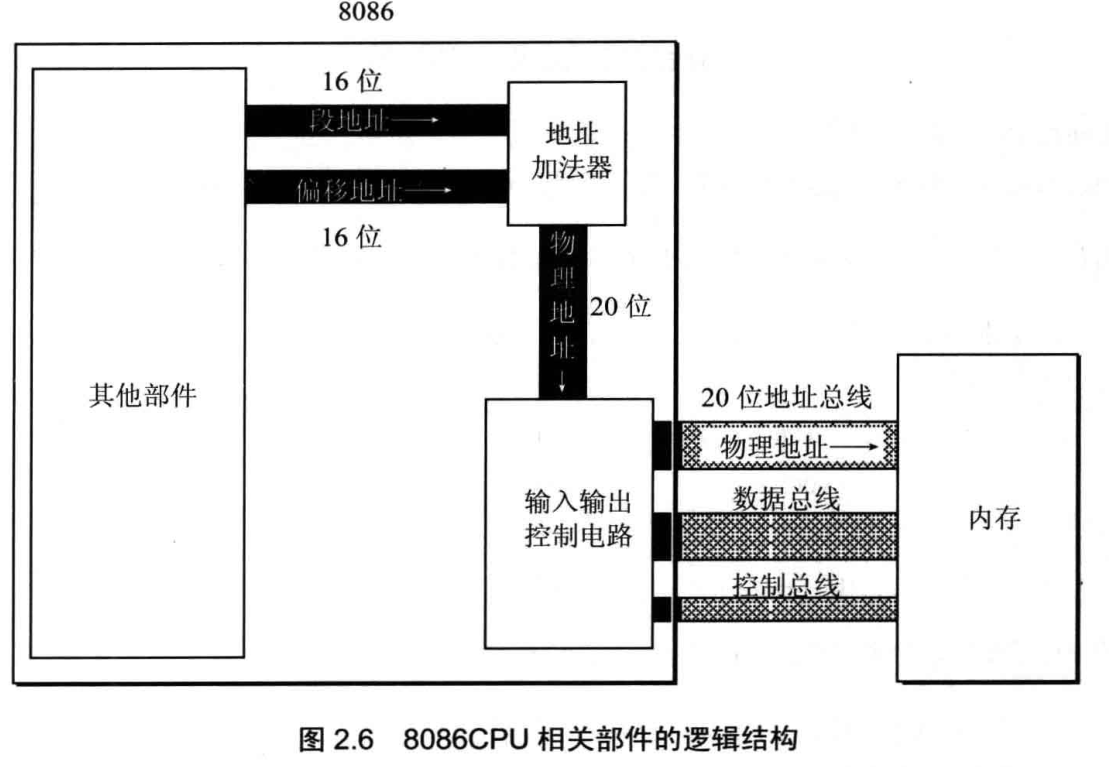 8086
16 位
段地址
地址
加法器
偏移地址
16 位
物
理
地
址
20 位
其他部件
20 位地址总线
物理地址
输入输出
控制电路
数据总线
内存
控制总线
图 2.6 8086CPU 相关部件的逻辑结构